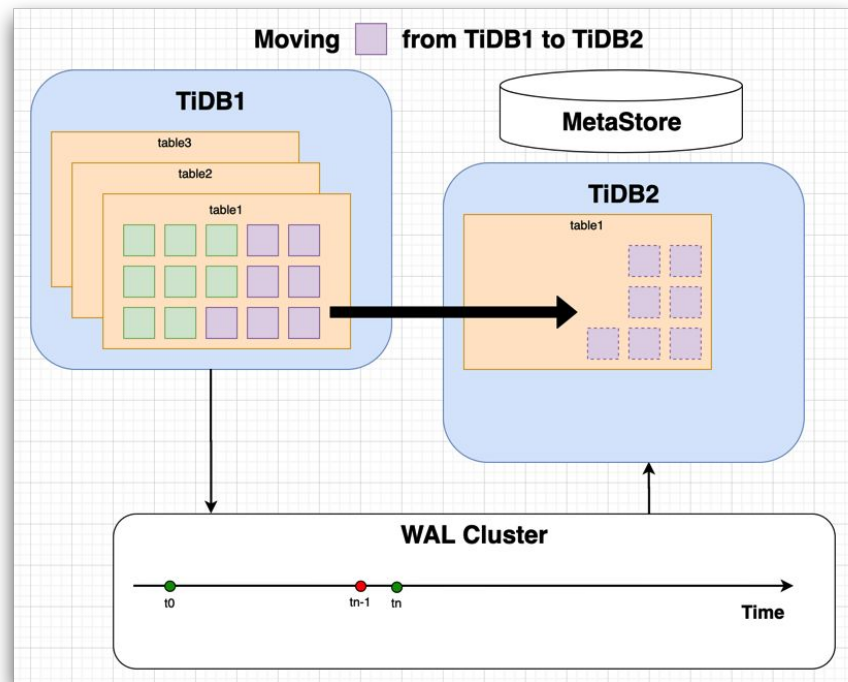 Moving from TiDB1 to TiDB2
TiDB1
MetaStore
table3
table2
TiDB2
table1
table1
WAL Cluster
t0
tn-1
tn
Time